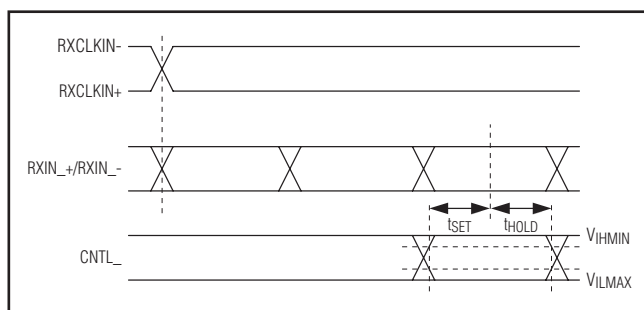 RXCLKIN-
RXCLKIN+
RXIN_+/RXIN_-
tSET
tHOLD
VIHMIN
CNTL_
VILMAX